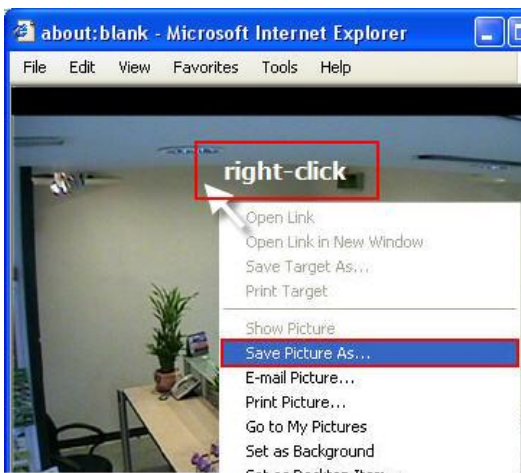 about:blank - Microsoft Internet Explorer
File Edit View Favorites Tools Help
right-click
Open Link
Open Link in New Window
Save Target As...
Print Target
Show Picture
Save Picture As...
E-mail Picture...
Print Picture...
Go to My Pictures
Set as Background